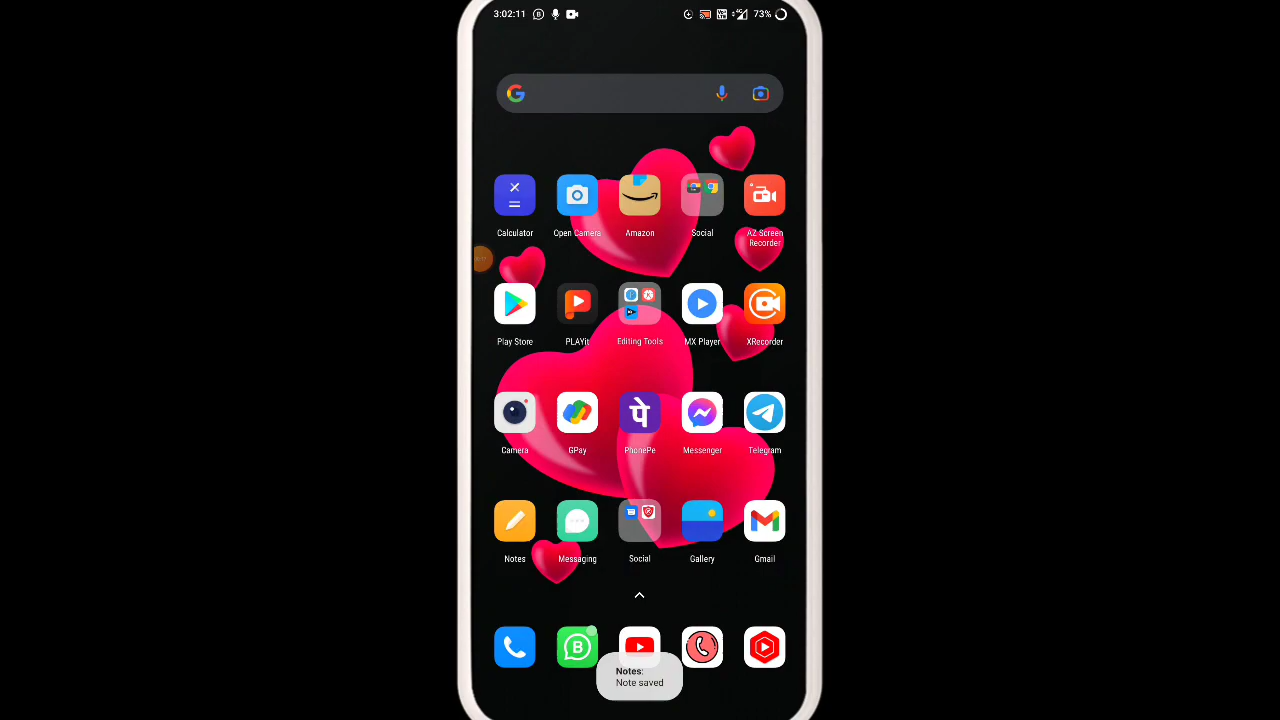 3:02:11
73%
Calculator
Open Camera
Amazon
Social
AZ Screen
Recorder
Play Store
PLAYit
Editing Tools
MX Player
XRecorder
पे
Camera
GPay
PhonePe
Messenger
Telegram
Notes
Messaging
Social
Gallery
Gmail
Notes:
Note saved